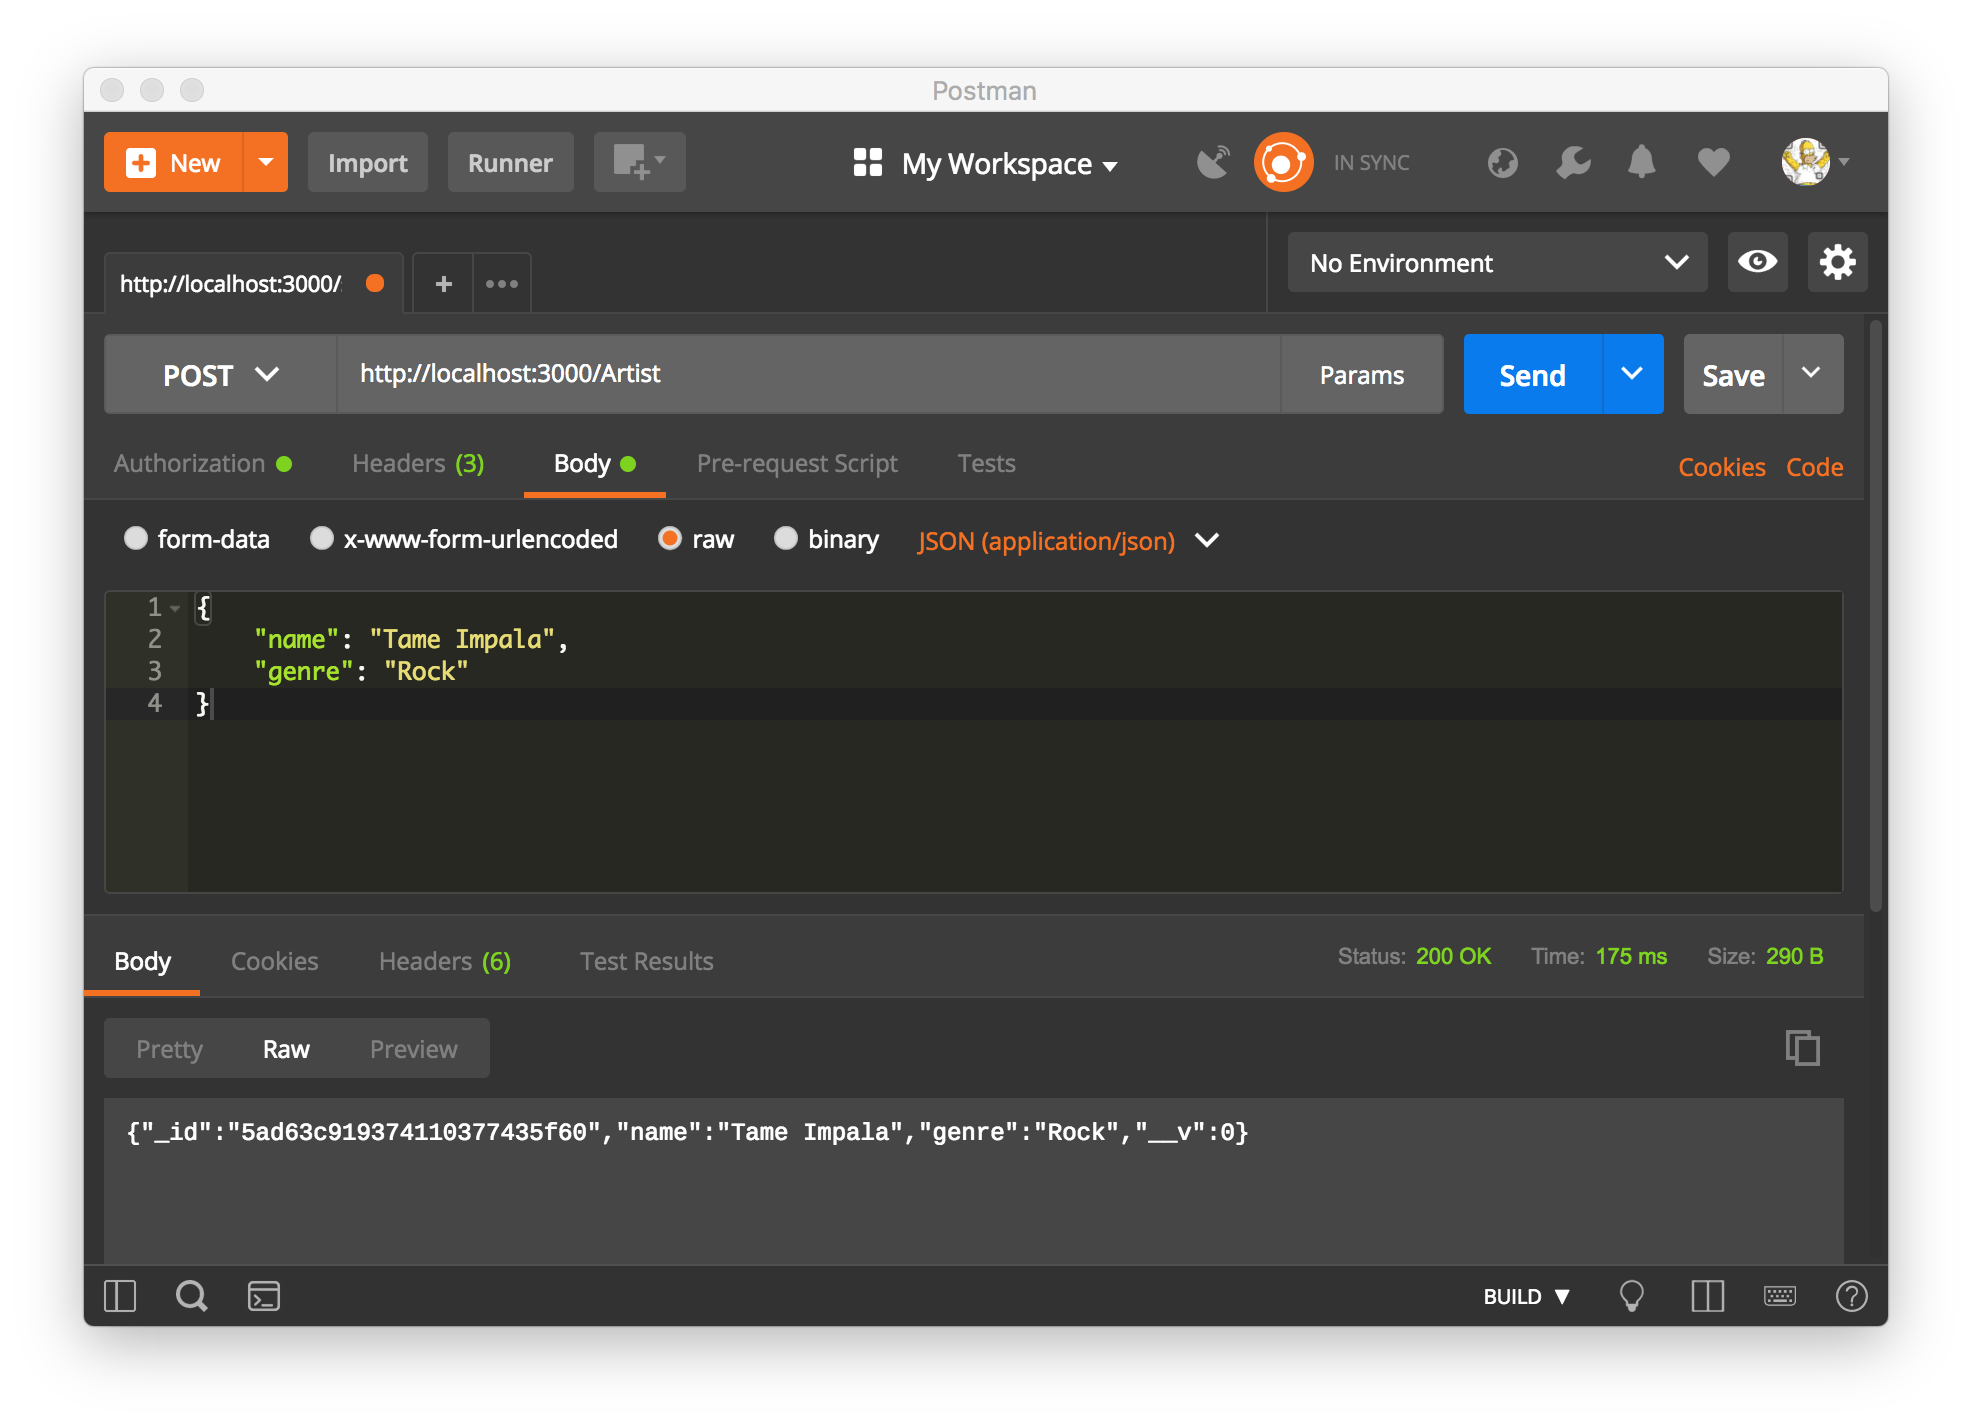 Postman
New
Import
Runner
My Workspace
IN SYNC
http://localhost:3000/
No Environment
POST
http://localhost:3000/Artist
Params
Send
Save
Authorization
Headers (3)
Body
Pre-request Script
Tests
Cookies
Code
form-data
x-www-form-urlencoded
raw
binary
JSON (application/json)
1 {
2 "name": "Tame Impala",
3 "genre": "Rock"
4 }
Body
Cookies
Headers (6)
Test Results
Status: 200 OK
Time: 175 ms
Size: 290 B
Pretty
Raw
Preview
{"_id":"5ad63c919374110377435f60","name":"Tame Impala","genre":"Rock","__v":0}
BUILD